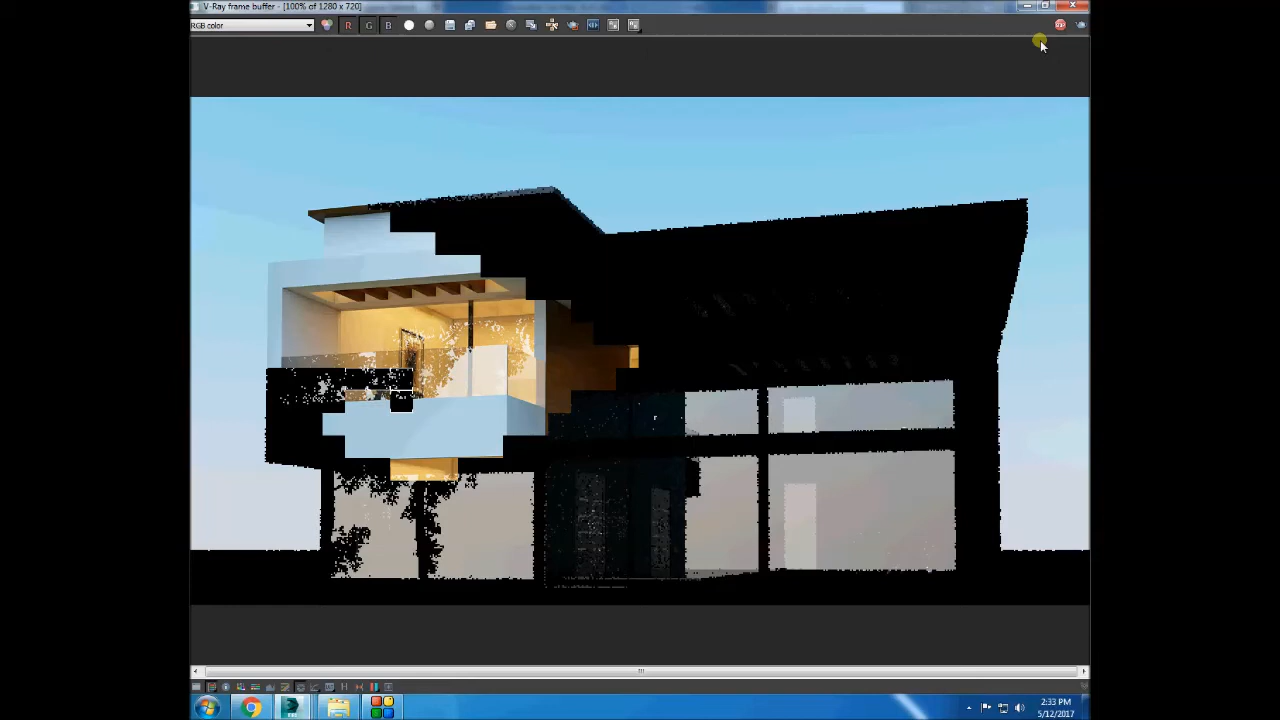 V-Ray frame buffer - [100% of 1280 x 720]
RGB color
R
G
B
H
2:33 PM
5/12/2017